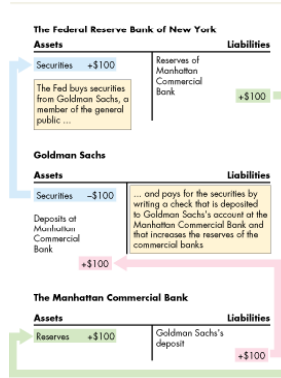 The Federal Reserve Bank of New York
Assets Liabilities
Securities +$100
Reserves of
Manhattan
Commercial
Bank
+$100
The Fed buys securities
from Goldman Sachs, a
member of the general
public ...
Goldman Sachs
Assets Liabilities
Securities –$100
Deposits at
Manhattan
Commercial
Bank
+$100
... and pays for the securities by
writing a check that is deposited
to Goldman Sachs's account at the
Manhattan Commercial Bank and
that increases the reserves of the
commercial banks
The Manhattan Commercial Bank
Assets Liabilities
Reserves +$100
Goldman Sachs's
deposit
+$100